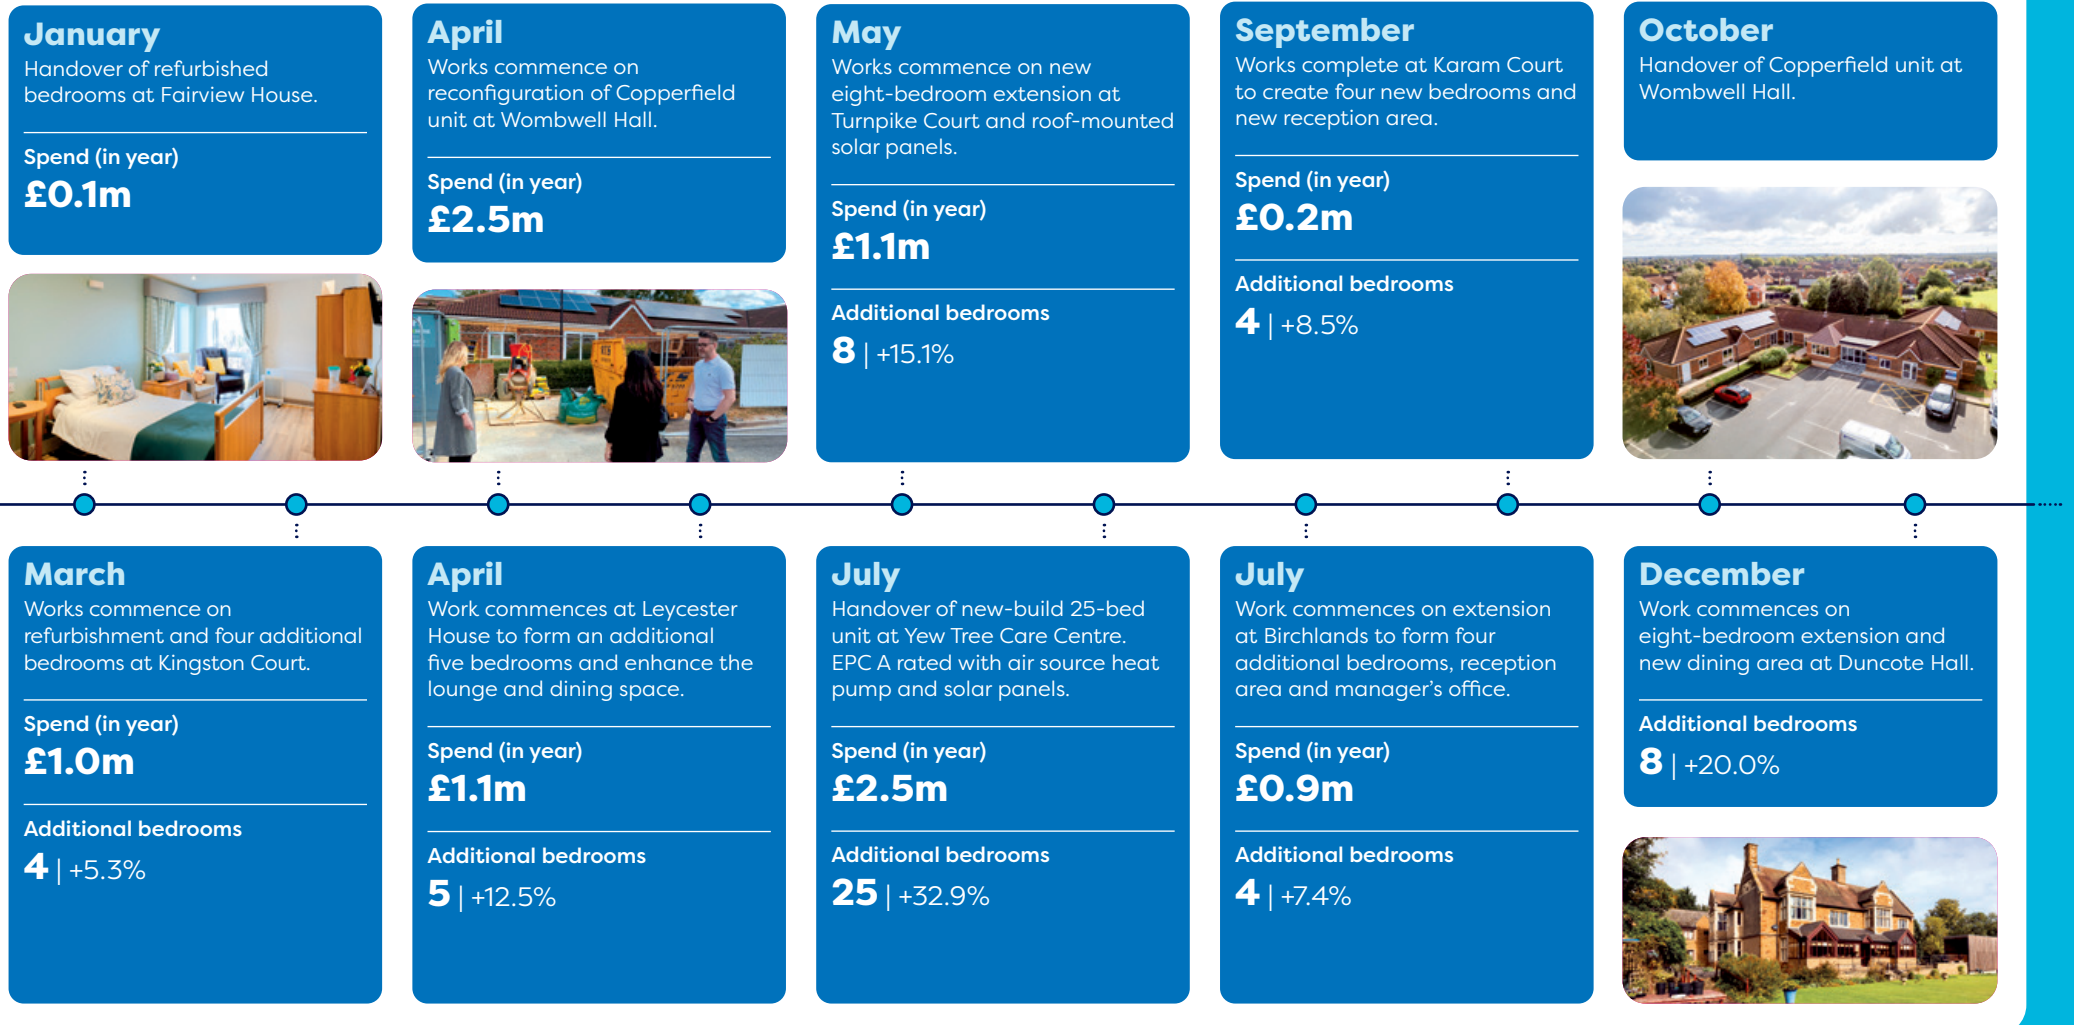 January
Handover of refurbished
bedrooms at Fairview House.
Spend (in year)
£0.1m
April
Works commence on
reconfiguration of Copperfield
unit at Wombwell Hall.
Spend (in year)
£2.5m
May
Works commence on new
eight-bedroom extension at
Turnpike Court and roof-mounted
solar panels.
Spend (in year)
£1.1m
Additional bedrooms
8 | +15.1%
September
Works complete at Karam Court
to create four new bedrooms and
new reception area.
Spend (in year)
£0.2m
Additional bedrooms
4 | +8.5%
October
Handover of Copperfield unit at
Wombwell Hall.
March
Works commence on
refurbishment and four additional
bedrooms at Kingston Court.
Spend (in year)
£1.0m
Additional bedrooms
4 | +5.3%
April
Work commences at Leycester
House to form an additional
five bedrooms and enhance the
lounge and dining space.
Spend (in year)
£1.1m
Additional bedrooms
5 | +12.5%
July
Handover of new-build 25-bed
unit at Yew Tree Care Centre.
EPC A rated with air source heat
pump and solar panels.
Spend (in year)
£2.5m
Additional bedrooms
25 | +32.9%
July
Work commences on extension
at Birchlands to form four
additional bedrooms, reception
area and manager’s office.
Spend (in year)
£0.9m
Additional bedrooms
4 | +7.4%
December
Work commences on
eight-bedroom extension and
new dining area at Duncote Hall.
Additional bedrooms
8 | +20.0%